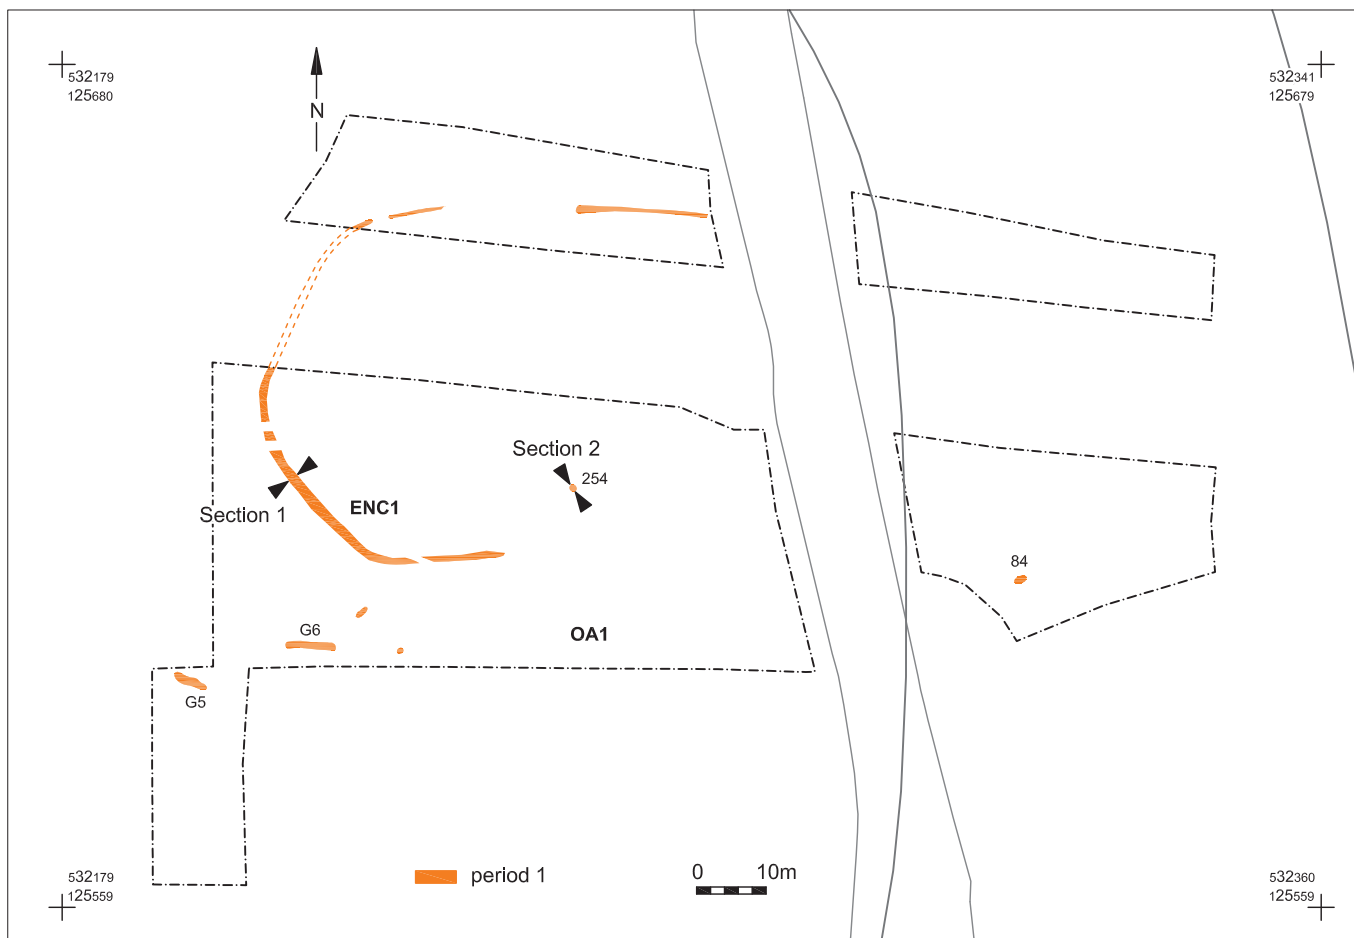 532179
125680
532341
125679
N
Section 2
254
Section 1
ENC1
84
G6
OA1
G5
period 1
0 10m
532179
125559
532360
125559